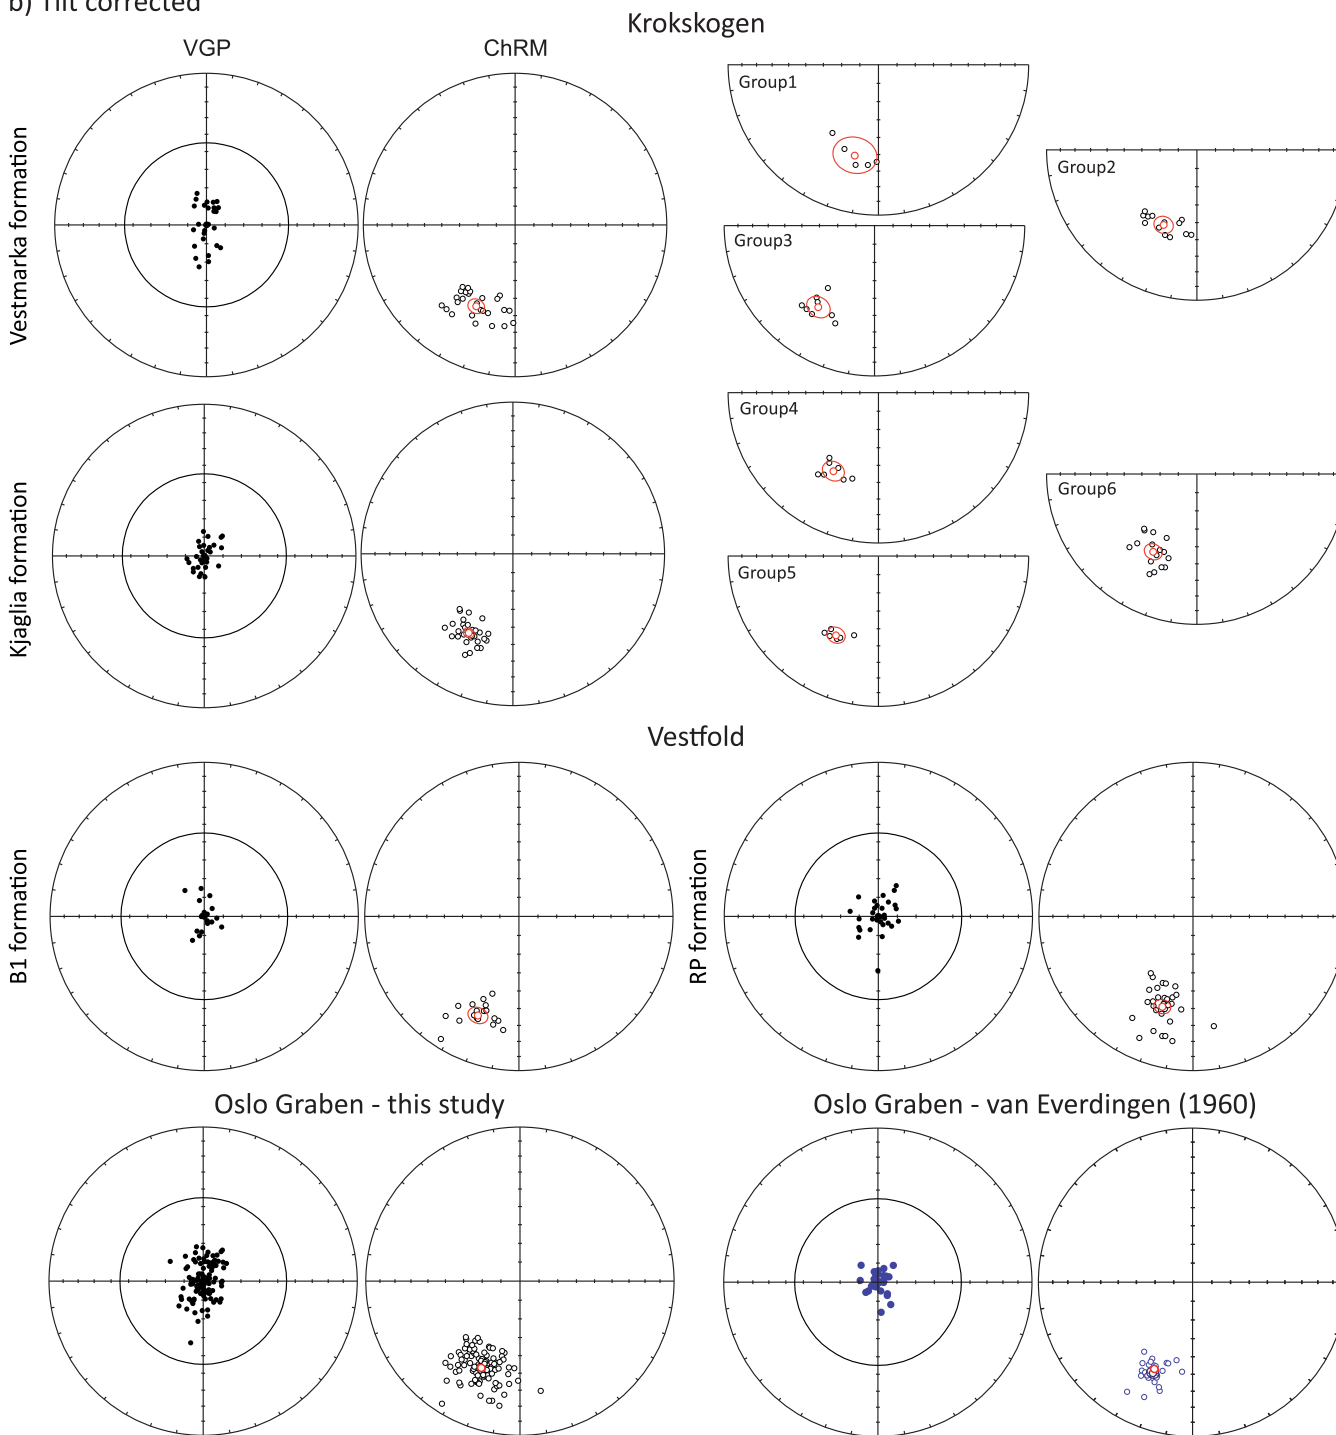 b) Tilt corrected
Krokskogen
VGP
ChRM
Vestmarka formation
Group1
Group2
Group3
Kjaglia formation
Group4
Group5
Group6
Vestfold
B1 formation
RP formation
Oslo Graben - this study
Oslo Graben - van Everdingen (1960)